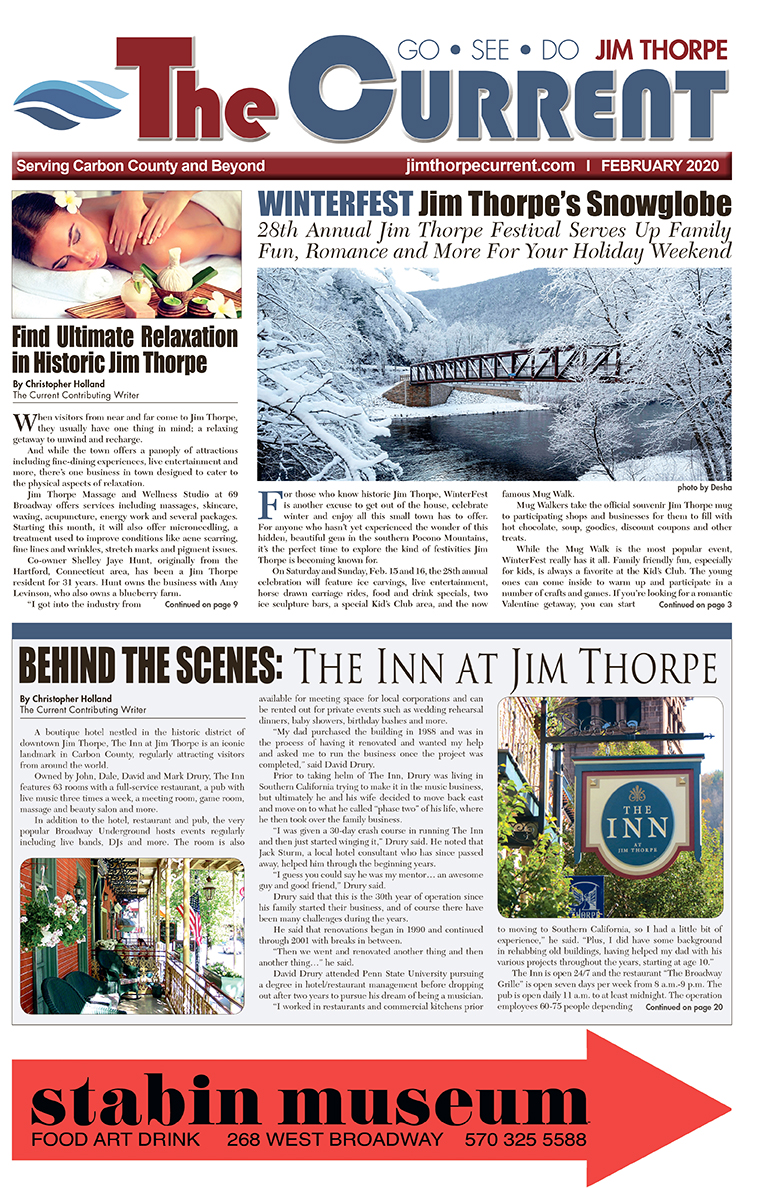 GO • SEE • DO JIM THORPE
The CURRENT
Serving Carbon County and Beyond
jimthorpecurrent.com I FEBRUARY 2020
Find Ultimate Relaxation
in Historic Jim Thorpe
By Christopher Holland
The Current Contributing Writer
When visitors from near and far come to Jim Thorpe,
they usually have one thing in mind; a relaxing
getaway to unwind and recharge.
And while the town offers a panoply of attractions
including fine-dining experiences, live entertainment and
more, there's one business in town designed to cater to
the physical aspects of relaxation.
Jim Thorpe Massage and Wellness Studio at 69
Broadway offers services including massages, skincare,
waxing, acupuncture, energy work and several packages.
Starting this month, it will also offer microneedling, a
treatment used to improve conditions like acne scarring,
fine lines and wrinkles, stretch marks and pigment issues.
Co-owner Shelley Jaye Hunt, originally from the
Hartford, Connecticut area, has been a Jim Thorpe
resident for 31 years. Hunt owns the business with Amy
Levinson, who also owns a blueberry farm.
"I got into the industry from Continued on page 9
WINTERFEST Jim Thorpe's Snowglobe
28th Annual Jim Thorpe Festival Serves Up Family
Fun, Romance and More For Your Holiday Weekend
photo by Desha
For those who know historic Jim Thorpe, WinterFest
is another excuse to get out of the house, celebrate
winter and enjoy all this small town has to offer.
For anyone who hasn't yet experienced the wonder of this
hidden, beautiful gem in the southern Pocono Mountains,
it's the perfect time to explore the kind of festivities Jim
Thorpe is becoming known for.
On Saturday and Sunday, Feb. 15 and 16, the 28th annual
celebration will feature ice carvings, live entertainment,
horse drawn carriage rides, food and drink specials, two
ice sculpture bars, a special Kid's Club area, and the now
famous Mug Walk.
Mug Walkers take the official souvenir Jim Thorpe mug
to participating shops and businesses for them to fill with
hot chocolate, soup, goodies, discount coupons and other
treats.
While the Mug Walk is the most popular event,
WinterFest really has it all. Family friendly fun, especially
for kids, is always a favorite at the Kid's Club. The young
ones can come inside to warm up and participate in a
number of crafts and games. If you're looking for a romantic
Valentine getaway, you can start Continued on page 3
BEHIND THE SCENES: THE INN AT JIM THORPE
By Christopher Holland
The Current Contributing Writer
A boutique hotel nestled in the historic district of
downtown Jim Thorpe, The Inn at Jim Thorpe is an iconic
landmark in Carbon County, regularly attracting visitors
from around the world.
Owned by John, Dale, David and Mark Drury, The Inn
features 63 rooms with a full-service restaurant, a pub with
live music three times a week, a meeting room, game room,
massage and beauty salon and more.
In addition to the hotel, restaurant and pub, the very
popular Broadway Underground hosts events regularly
including live bands, DJs and more. The room is also
available for meeting space for local corporations and can
be rented out for private events such as wedding rehearsal
dinners, baby showers, birthday bashes and more.
"My dad purchased the building in 1988 and was in
the process of having it renovated and wanted my help
and asked me to run the business once the project was
completed," said David Drury.
Prior to taking helm of The Inn, Drury was living in
Southern California trying to make it in the music business,
but ultimately he and his wife decided to move back east
and move on to what he called "phase two" of his life, where
he then took over the family business.
"I was given a 30-day crash course in running The Inn
and then just started winging it," Drury said. He noted that
Jack Sturm, a local hotel consultant who has since passed
away, helped him through the beginning years.
"I guess you could say he was my mentor… an awesome
guy and good friend," Drury said.
Drury said that this is the 30th year of operation since
his family started their business, and of course there have
been many challenges during the years.
He said that renovations began in 1990 and continued
through 2001 with breaks in between.
"Then we went and renovated another thing and then
another thing…" he said.
David Drury attended Penn State University pursuing
a degree in hotel/restaurant management before dropping
out after two years to pursue his dream of being a musician.
"I worked in restaurants and commercial kitchens prior
THE
INN
AT
JIM THORPE
THORPE
to moving to Southern California, so I had a little bit of
experience," he said. "Plus, I did have some background
in rehabbing old buildings, having helped my dad with his
various projects throughout the years, starting at age 10."
The Inn is open 24/7 and the restaurant "The Broadway
Grille" is open seven days per week from 8 a.m.-9 p.m. The
pub is open daily 11 a.m. to at least midnight. The operation
employees 60-75 people depending Continued on page 20
stabin museum
FOOD ART DRINK 268 WEST BROADWAY 570 325 5588